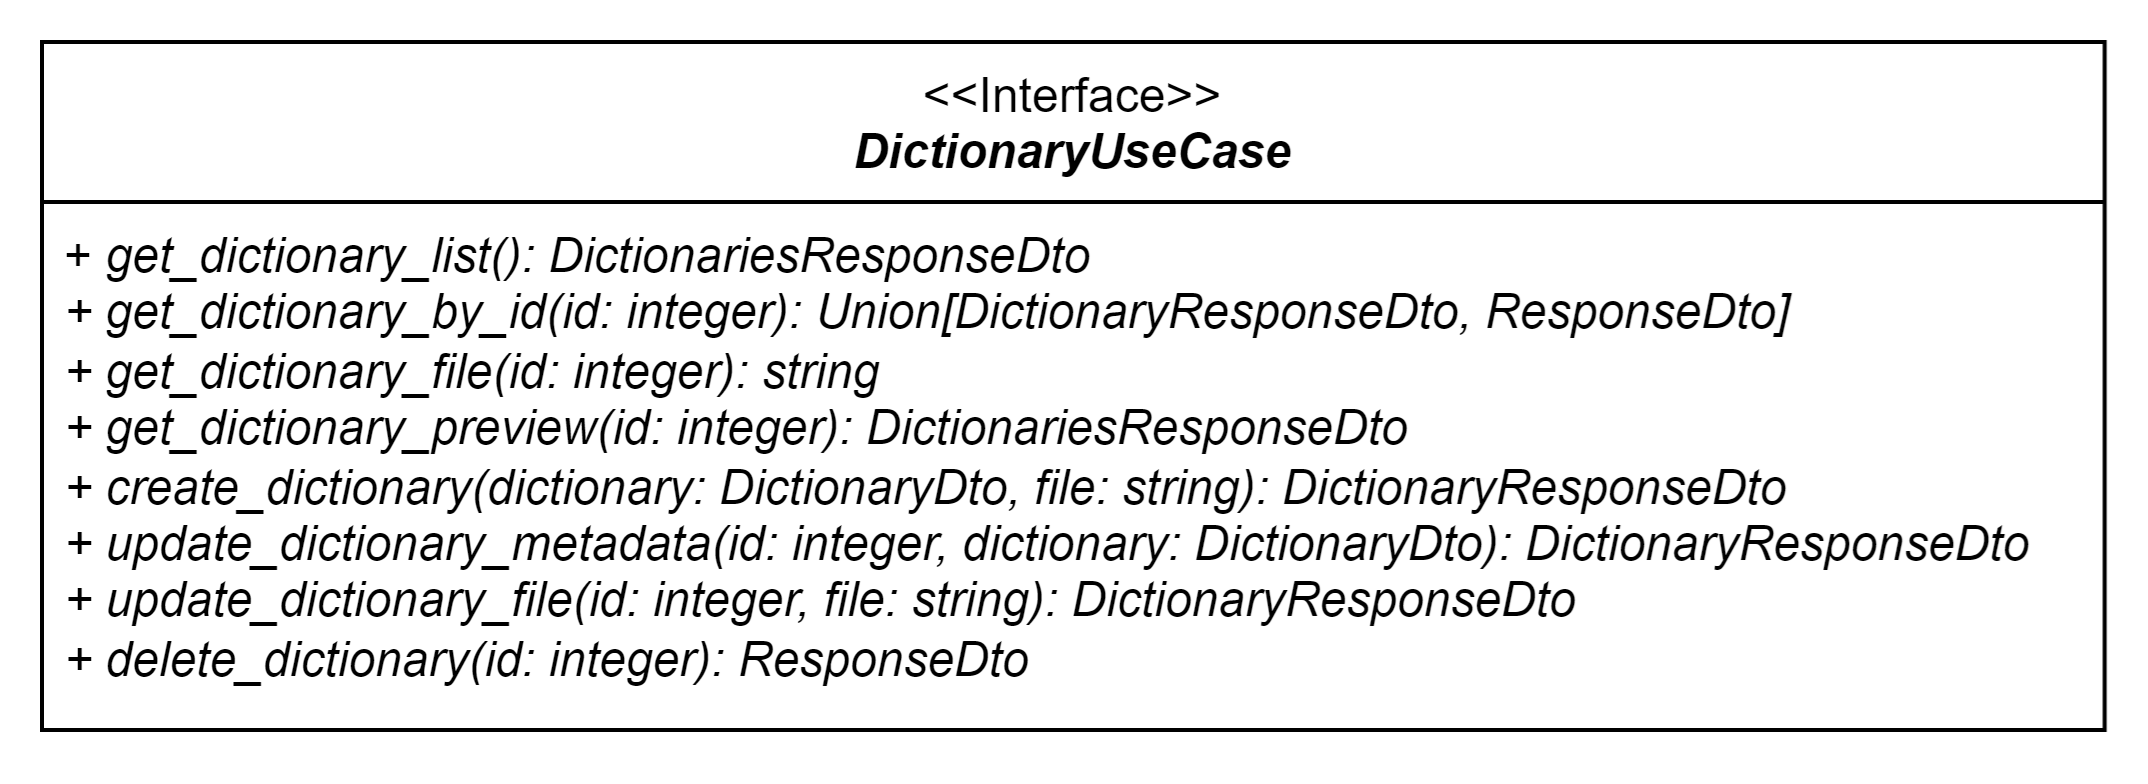 <<Interface>>
DictionaryUseCase
+ get_dictionary_list(): DictionariesResponseDto
+ get_dictionary_by_id(id: integer): Union[DictionaryResponseDto, ResponseDto]
+ get_dictionary_file(id: integer): string
+ get_dictionary_preview(id: integer): DictionariesResponseDto
+ create_dictionary(dictionary: DictionaryDto, file: string): DictionaryResponseDto
+ update_dictionary_metadata(id: integer, dictionary: DictionaryDto): DictionaryResponseDto
+ update_dictionary_file(id: integer, file: string): DictionaryResponseDto
+ delete_dictionary(id: integer): ResponseDto